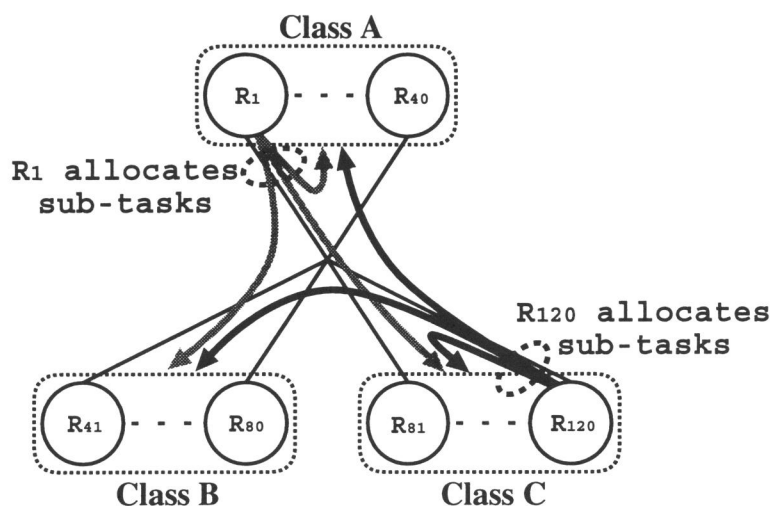 Class A
R1 - - - R40
R1 allocates
sub-tasks
R120 allocates
sub-tasks
R41 - - - R80
R81 - - - R120
Class B
Class C